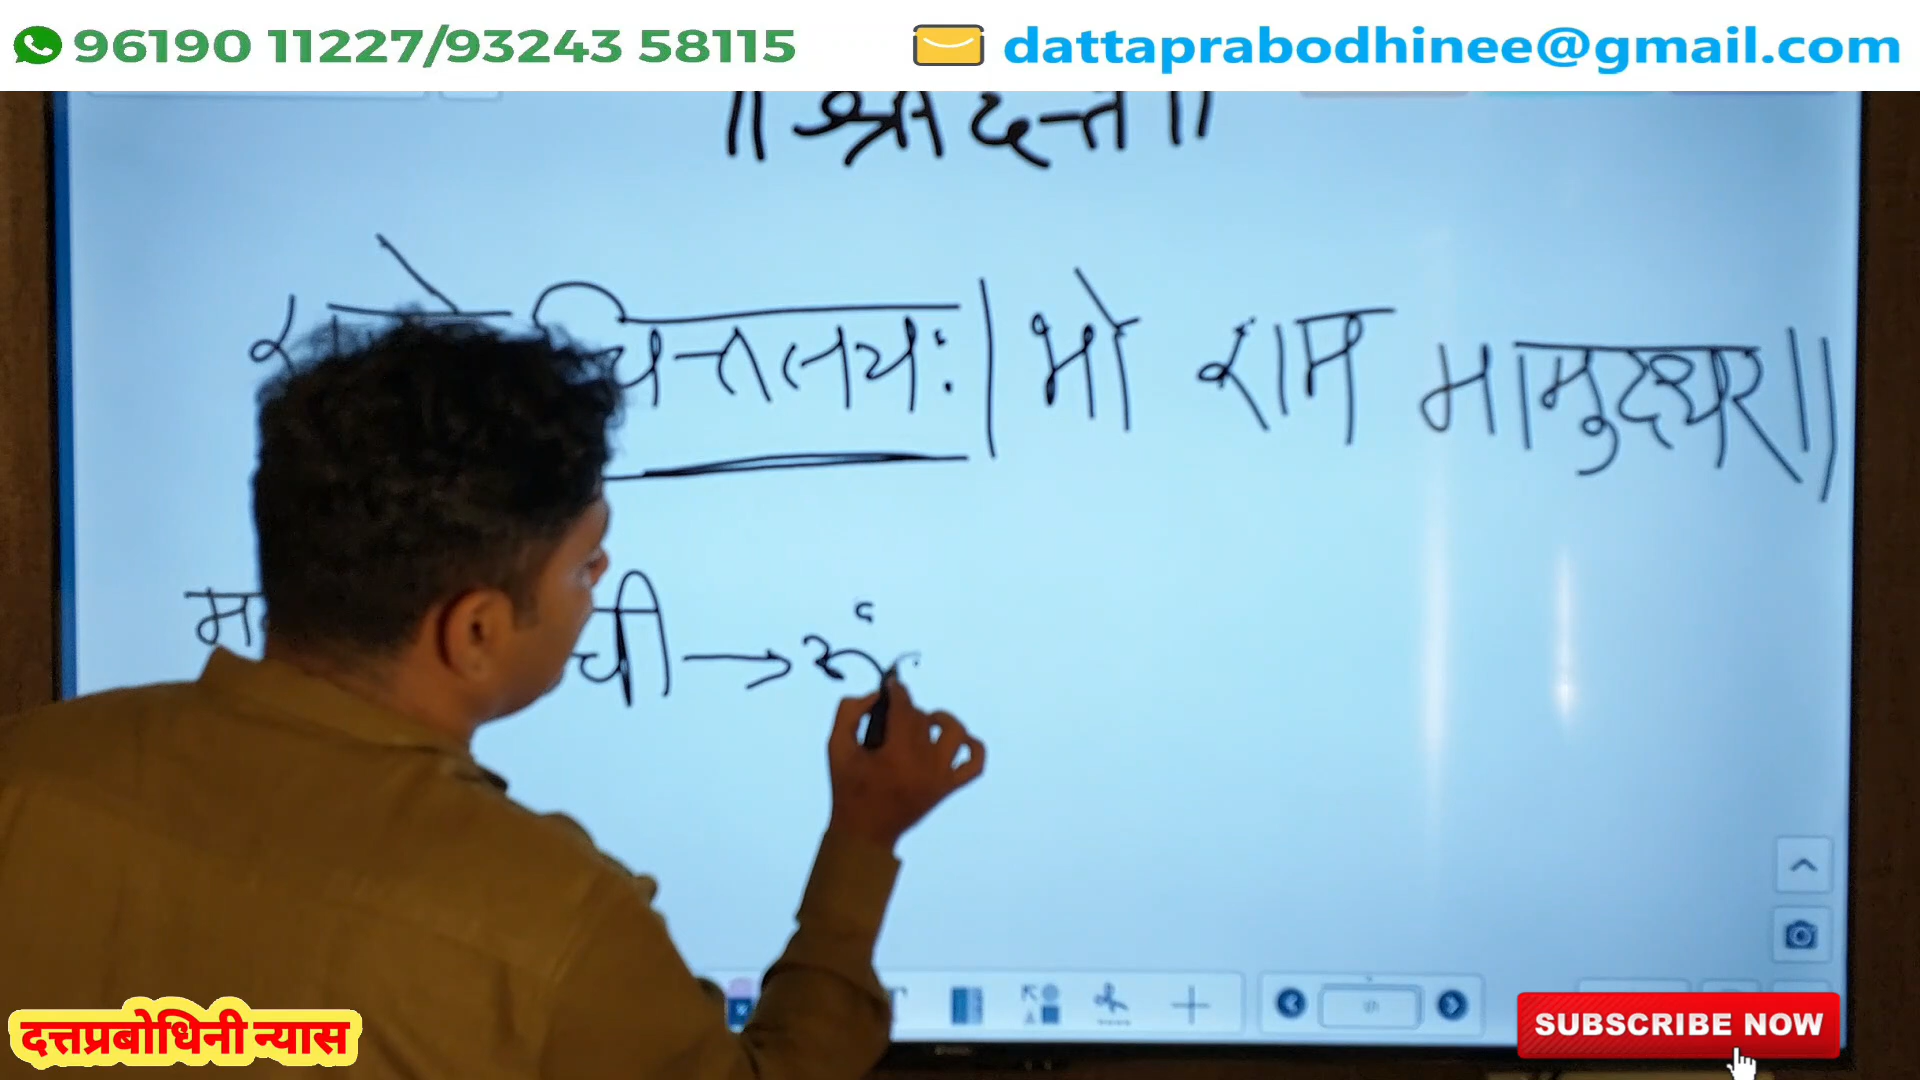 96190 11227/93243 58115
dattaprabodhinee@gmail.com
॥ श्री दत्त ॥
चित्तलयः। भो राम मामुद्धर॥
ची →
दत्तप्रबोधिनी न्यास
SUBSCRIBE NOW